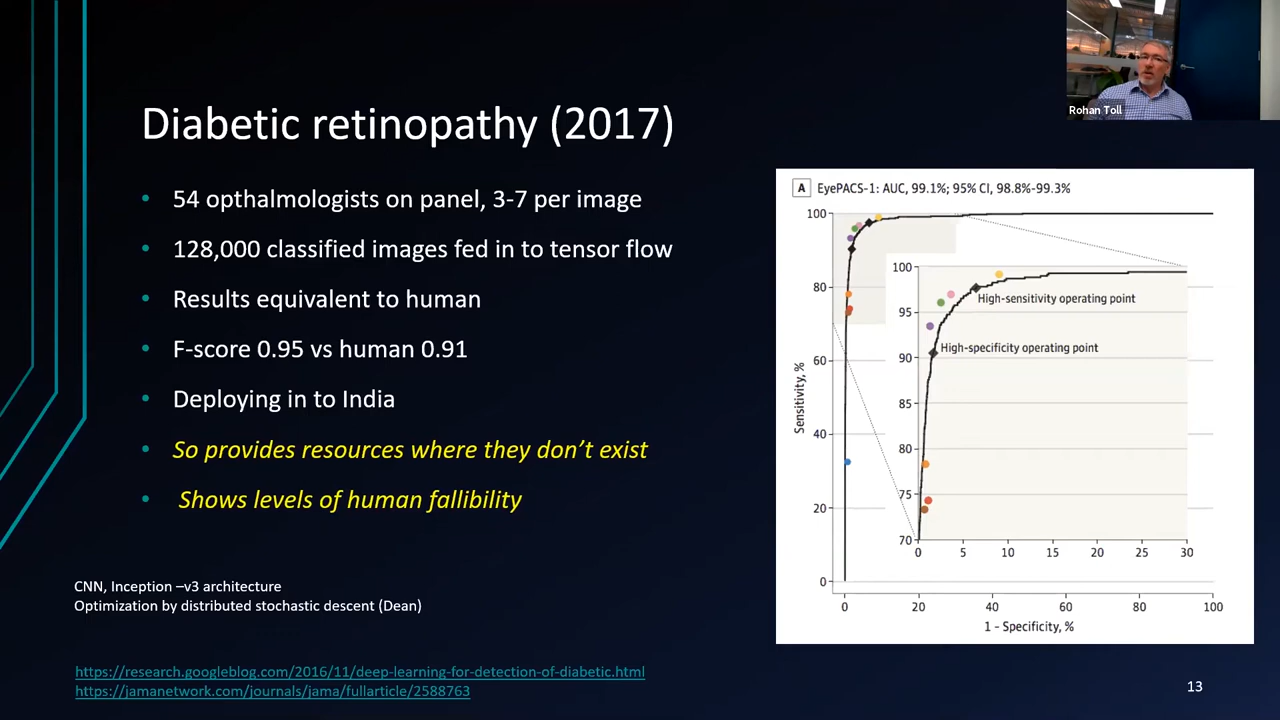 Rohan Toll
Diabetic retinopathy (2017)
• 54 opthalmologists on panel, 3-7 per image
• 128,000 classified images fed in to tensor flow
• Results equivalent to human
• F-score 0.95 vs human 0.91
• Deploying in to India
• So provides resources where they don’t exist
• Shows levels of human fallibility
CNN, Inception –v3 architecture
Optimization by distributed stochastic descent (Dean)
https://research.googleblog.com/2016/11/deep-learning-for-detection-of-diabetic.html
https://jamanetwork.com/journals/jama/fullarticle/2588763
A EyePACS-1: AUC, 99.1%; 95% CI, 98.8%-99.3%
100
80
60
40
20
0
Sensitivity, %
100
95
90
85
80
75
70
High-sensitivity operating point
High-specificity operating point
0 5 10 15 20 25 30
0 20 40 60 80 100
1 - Specificity, %
13